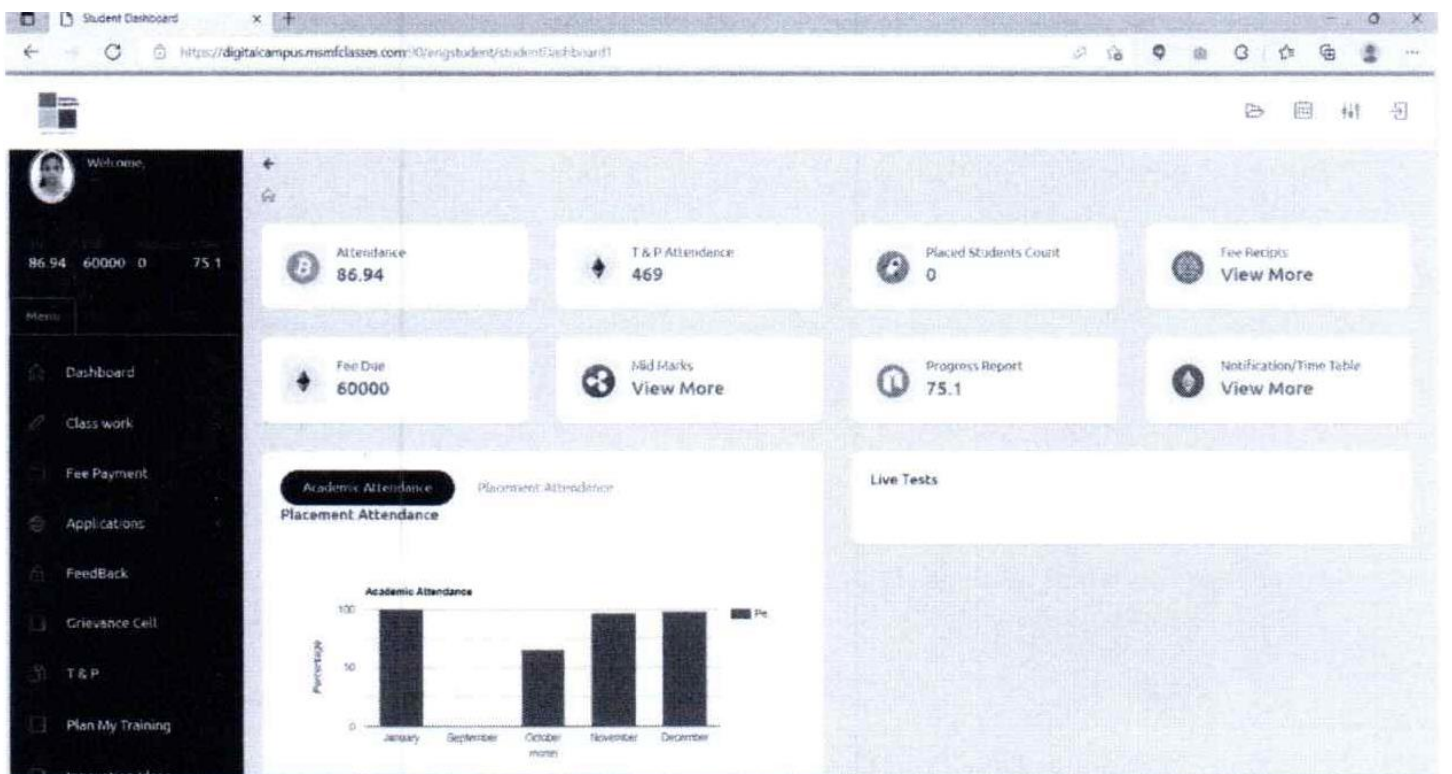 Student Dashboard
https://digitalcampus.msmfclasses.com
Welcome,
86.94 60000 0 75.1
Menu
Dashboard
Class work
Fee Payment
Applications
FeedBack
Grievance Cell
T & P
Plan My Training
Attendance
86.94
T & P Attendance
469
Placed Students Count
0
Fee Recipts
View More
Fee Due
60000
Mid Marks
View More
Progress Report
75.1
Notification/Time Table
View More
Academic Attendance Placement Attendance
Placement Attendance
Live Tests
Academic Attendance
100
50
0
Percentage
Pe
January September October November December
month